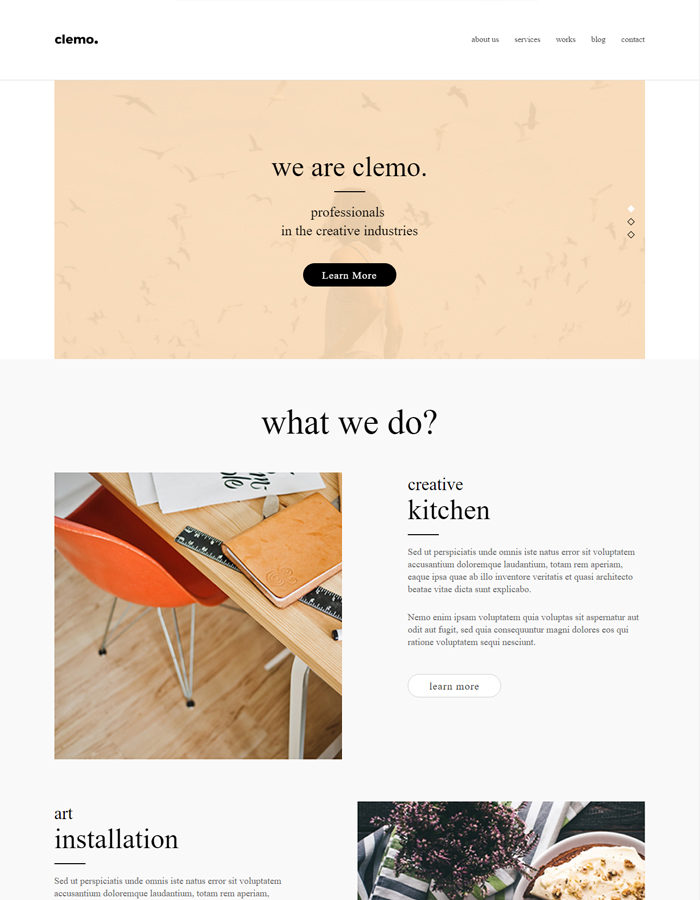 clemo.
about us services works blog contact
we are clemo.
professionals
in the creative industries
Learn More
what we do?
creative
kitchen
Sed ut perspiciatis unde omnis iste natus error sit voluptatem
accusantium doloremque laudantium, totam rem aperiam,
eaque ipsa quae ab illo inventore veritatis et quasi architecto
beatae vitae dicta sunt explicabo.
Nemo enim ipsam voluptatem quia voluptas sit aspernatur aut
odit aut fugit, sed quia consequuntur magni dolores eos qui
ratione voluptatem sequi nesciunt.
learn more
art
installation
Sed ut perspiciatis unde omnis iste natus error sit voluptatem
accusantium doloremque laudantium, totam rem aperiam,